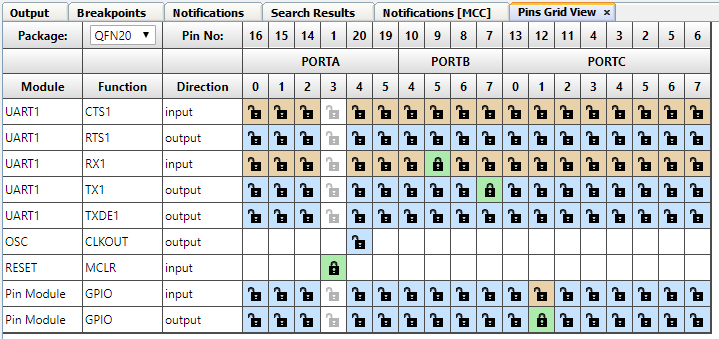 Output Breakpoints Notifications Search Results Notifications [MCC] Pins Grid View ×
Package: QFN20 Pin No: 16 15 14 1 20 19 10 9 8 7 13 12 11 4 3 2 5 6
PORTA PORTB PORTC
Module Function Direction 0 1 2 3 4 5 4 5 6 7 0 1 2 3 4 5 6 7
UART1 CTS1 input
UART1 RTS1 output
UART1 RX1 input
UART1 TX1 output
UART1 TXDE1 output
OSC CLKOUT output
RESET MCLR input
Pin Module GPIO input
Pin Module GPIO output